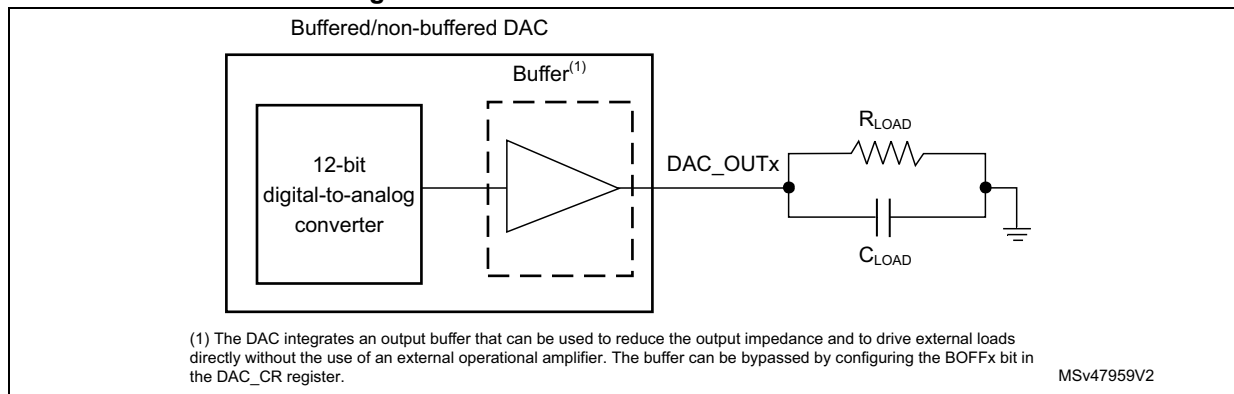 Buffered/non-buffered DAC
Buffer(1)
12-bit
digital-to-analog
converter
DAC_OUTx
RLOAD
CLOAD
(1) The DAC integrates an output buffer that can be used to reduce the output impedance and to drive external loads
directly without the use of an external operational amplifier. The buffer can be bypassed by configuring the BOFFx bit in
the DAC_CR register.
MSv47959V2